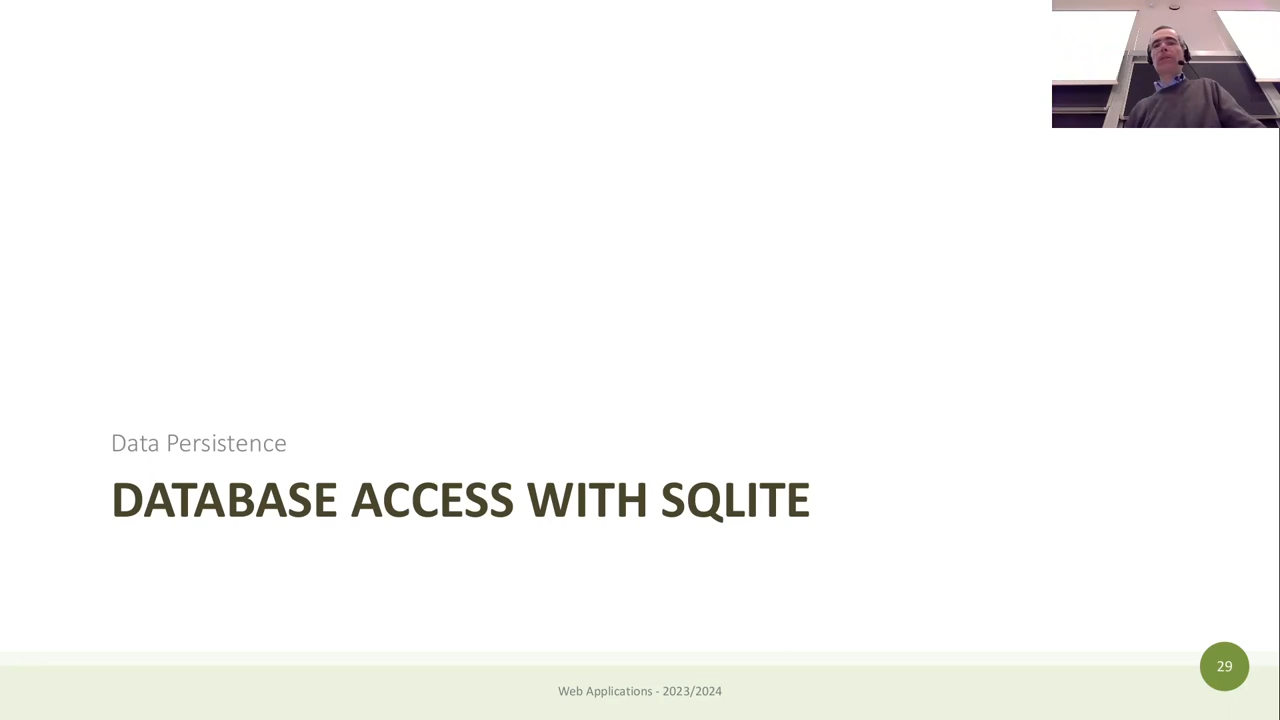 Data Persistence
DATABASE ACCESS WITH SQLITE
29
Web Applications - 2023/2024